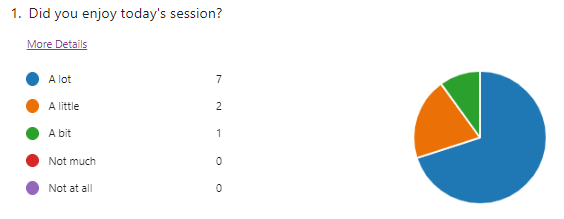 1. Did you enjoy today's session?
More Details
A lot 7
A little 2
A bit 1
Not much 0
Not at all 0